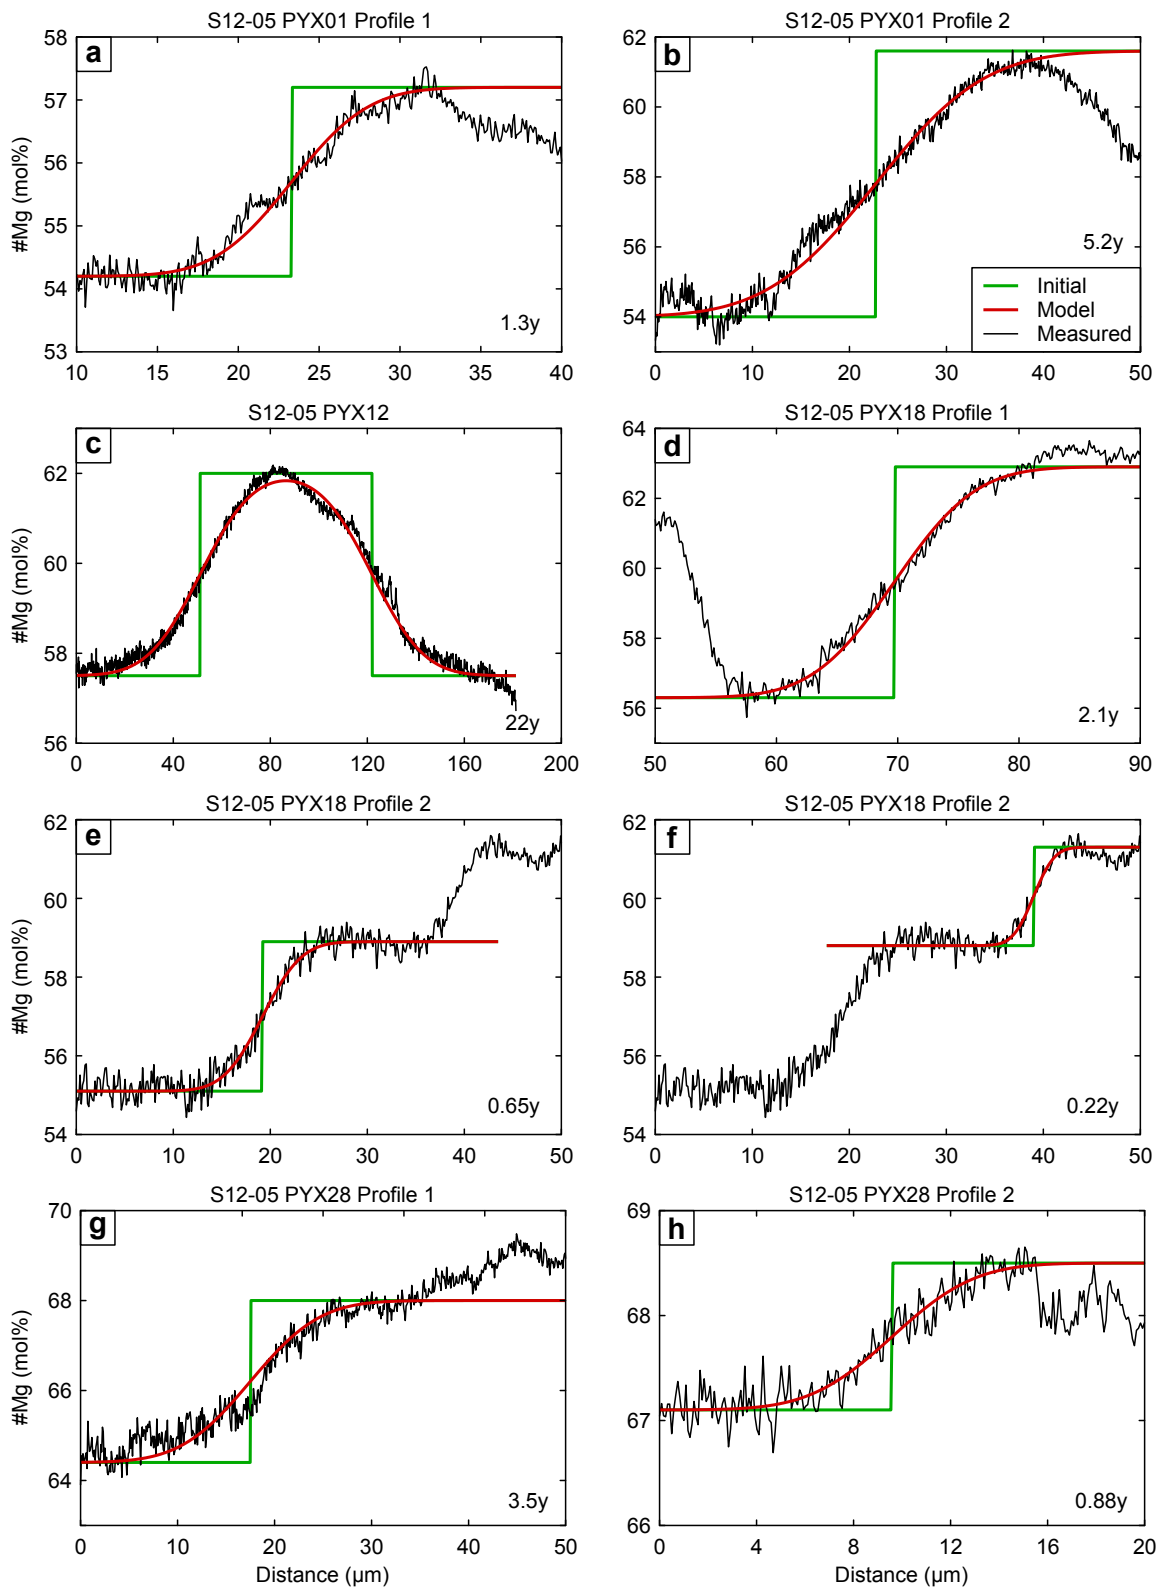 S12-05 PYX01 Profile 1
a
58
57
56
55
54
53
#Mg (mol%)
1.3y
10 15 20 25 30 35 40
S12-05 PYX01 Profile 2
b
62
60
58
56
54
5.2y
Initial
Model
Measured
0 10 20 30 40 50
S12-05 PYX12
c
62
60
58
56
#Mg (mol%)
22y
0 40 80 120 160 200
S12-05 PYX18 Profile 1
d
64
62
60
58
56
2.1y
50 60 70 80 90
S12-05 PYX18 Profile 2
e
62
60
58
56
54
#Mg (mol%)
0.65y
0 10 20 30 40 50
S12-05 PYX18 Profile 2
f
62
60
58
56
54
0.22y
0 10 20 30 40 50
S12-05 PYX28 Profile 1
g
70
68
66
64
#Mg (mol%)
3.5y
0 10 20 30 40 50
Distance (µm)
S12-05 PYX28 Profile 2
h
69
68
67
66
0.88y
0 4 8 12 16 20
Distance (µm)